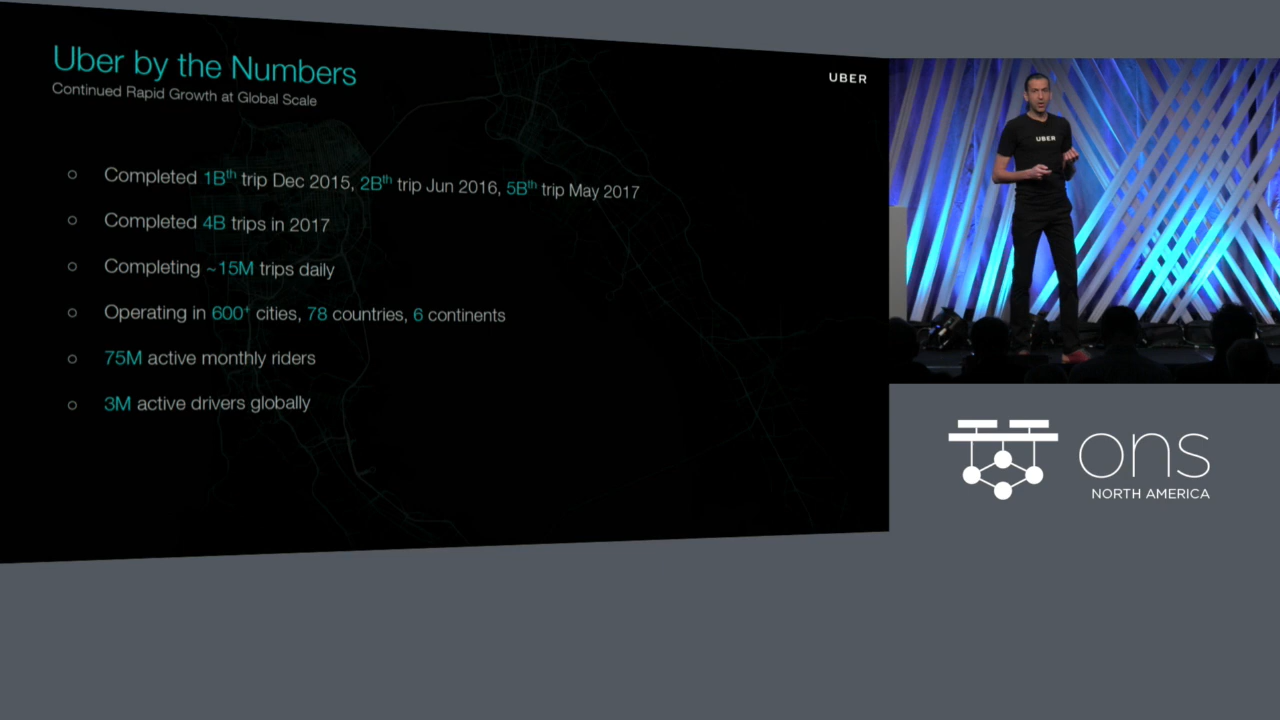 Uber by the Numbers
Continued Rapid Growth at Global Scale
UBER
Completed 1Bth trip Dec 2015, 2Bth trip Jun 2016, 5Bth trip May 2017
Completed 4B trips in 2017
Completing ~15M trips daily
Operating in 600+ cities, 78 countries, 6 continents
75M active monthly riders
3M active drivers globally
UBER
ons
NORTH AMERICA